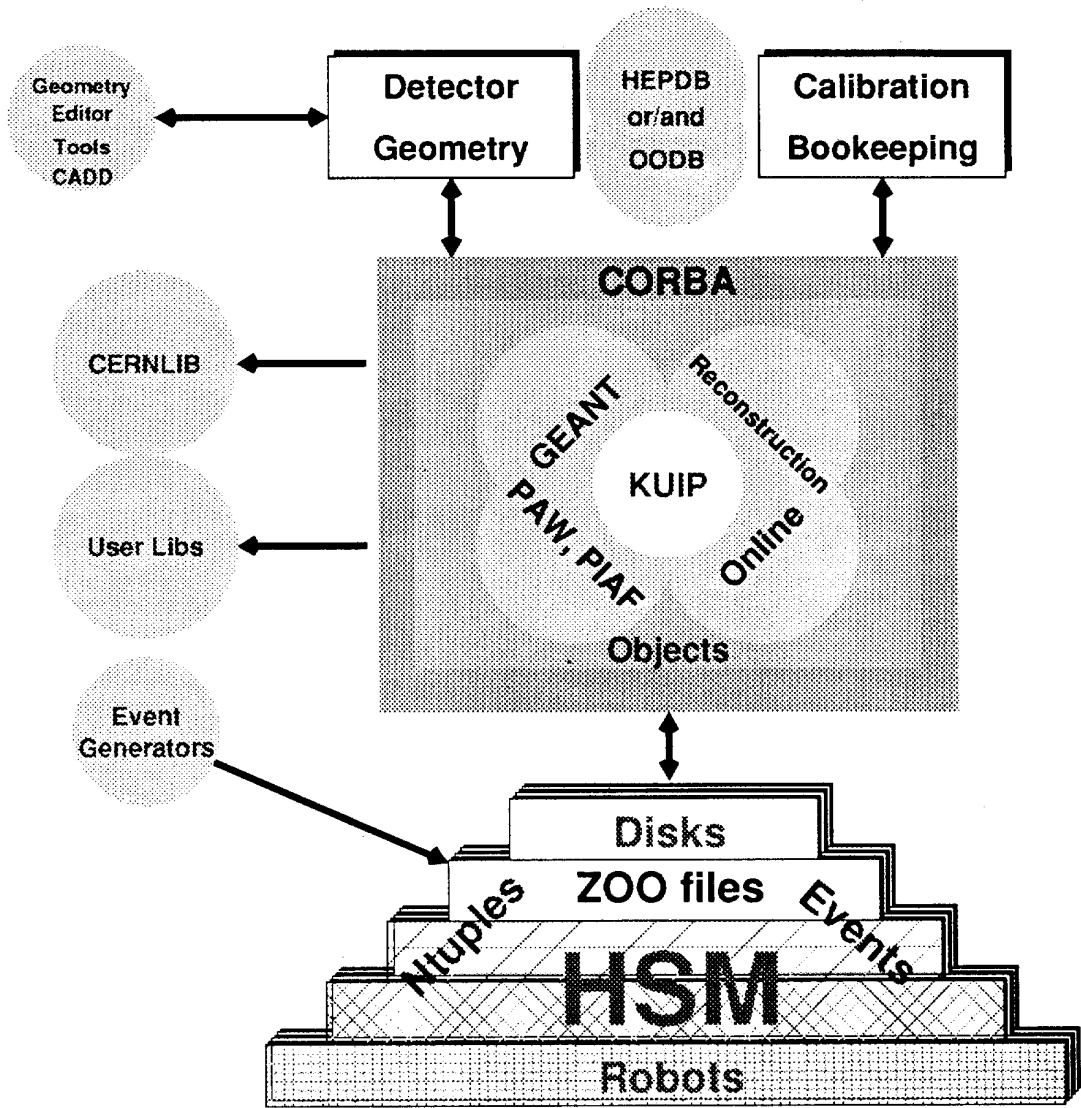 Geometry
Editor
Tools
CADD
Detector
Geometry
HEPDB
or/and
OODB
Calibration
Bookeeping
CORBA
CERNLIB
GEANT
Reconstruction
KUIP
PAW, PIAF
Online
User Libs
Objects
Event
Generators
Disks
ZOO files
Ntuples
Events
HSM
Robots